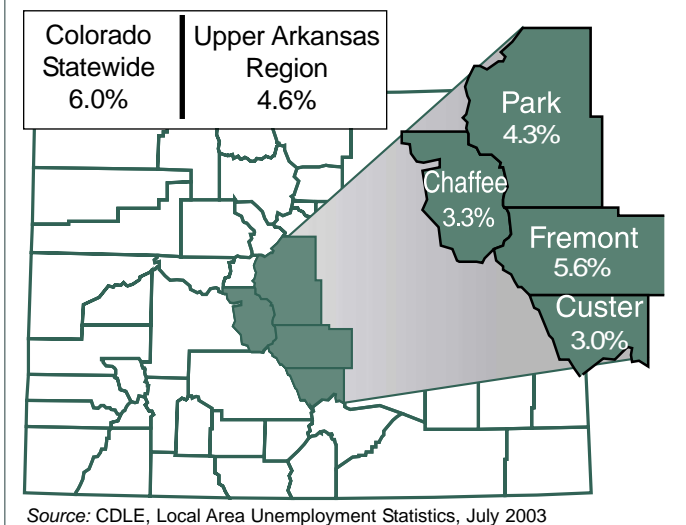 Colorado
Statewide
6.0%
Upper Arkansas
Region
4.6%
Park
4.3%
Chaffee
3.3%
Fremont
5.6%
Custer
3.0%
Source: CDLE, Local Area Unemployment Statistics, July 2003